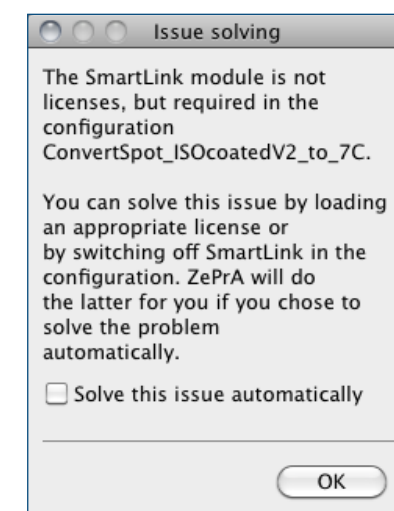 Issue solving
The SmartLink module is not
licenses, but required in the
configuration
ConvertSpot_ISOcoatedV2_to_7C.
You can solve this issue by loading
an appropriate license or
by switching off SmartLink in the
configuration. ZePrA will do
the latter for you if you chose to
solve the problem
automatically.
Solve this issue automatically
OK